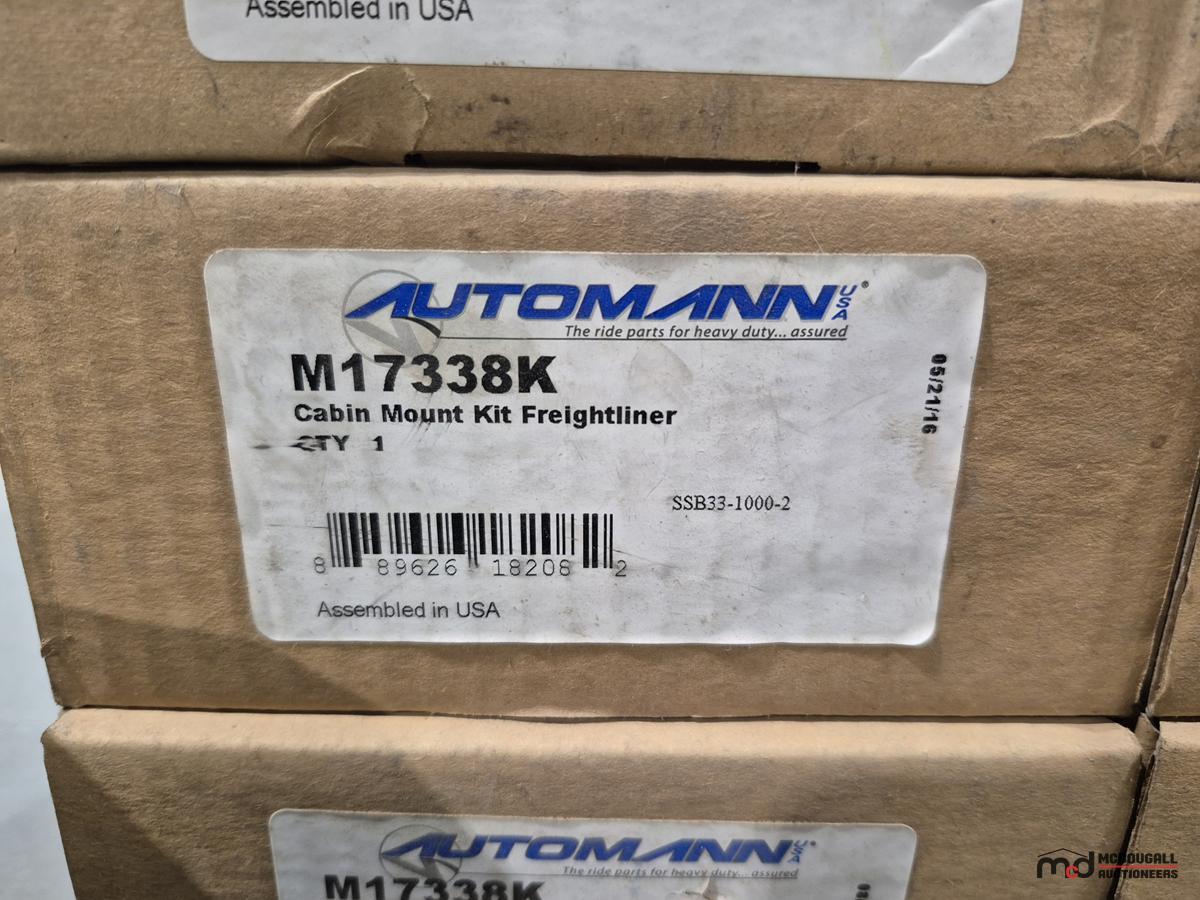 Assembled in USA
AUTOMANN USA®
The ride parts for heavy duty... assured
M17338K
Cabin Mount Kit Freightliner
QTY 1
05/21/16
SSB33-1000-2
8 89626 18208 2
Assembled in USA
AUTOMANN USA®
The ride parts for heavy duty... assured
M17338K
mcd MCDOUGALL
AUCTIONEERS